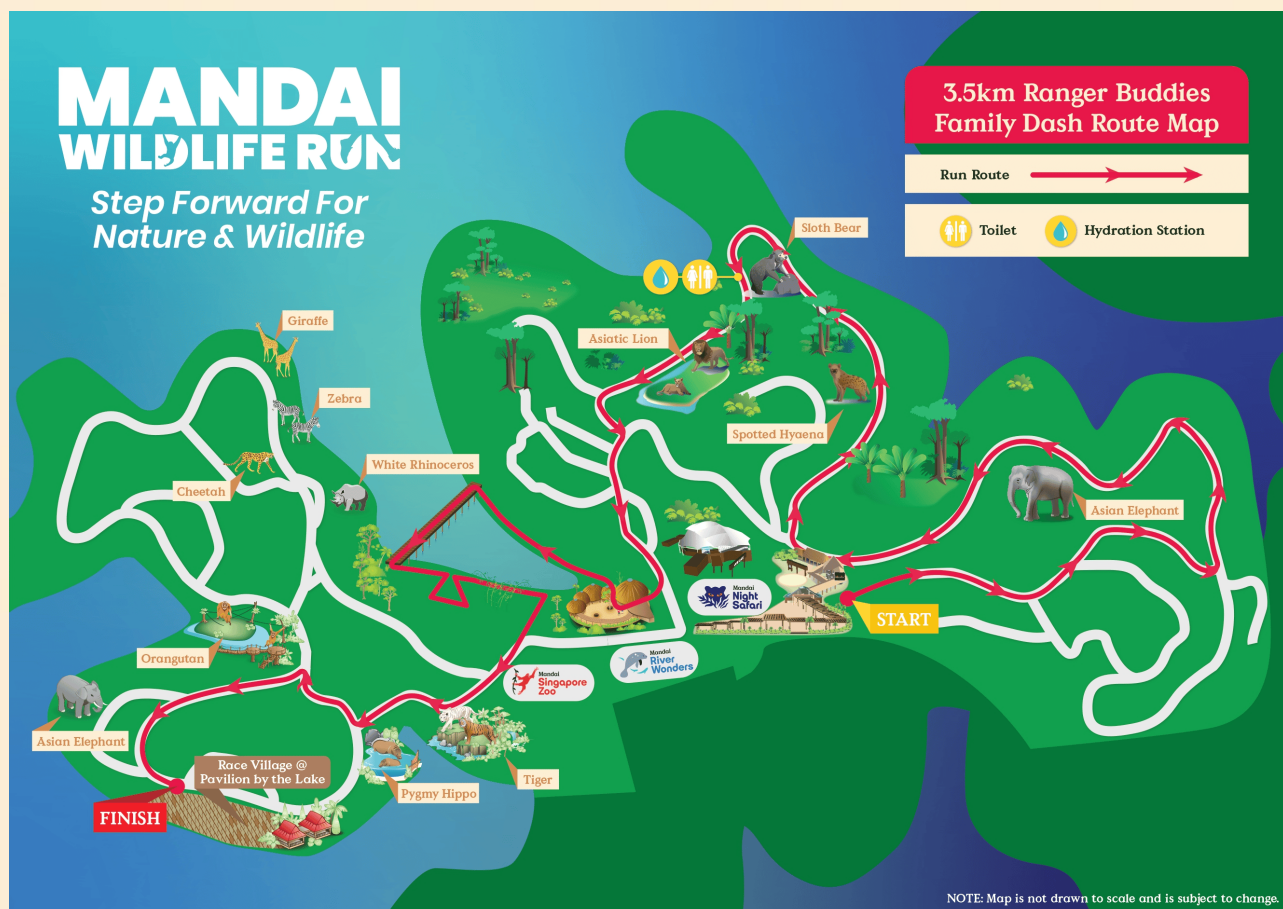 MANDAI
WILDLIFE RUN
Step Forward For
Nature & Wildlife
3.5km Ranger Buddies
Family Dash Route Map
Run Route
Toilet
Hydration Station
Sloth Bear
Giraffe
Asiatic Lion
Zebra
Spotted Hyaena
White Rhinoceros
Cheetah
Asian Elephant
Mandai
Night
Safari
START
Orangutan
Mandai
River
Wonders
Mandai
Singapore
Zoo
Asian Elephant
Race Village @
Pavilion by the Lake
Tiger
Pygmy Hippo
FINISH
NOTE: Map is not drawn to scale and is subject to change.